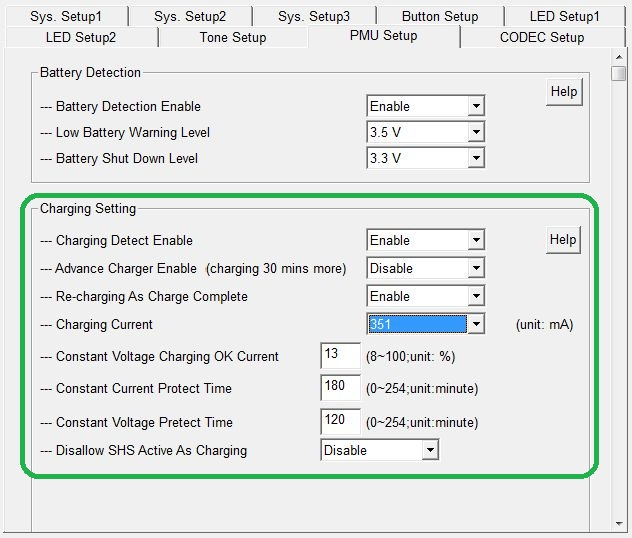 Sys. Setup1 Sys. Setup2 Sys. Setup3 Button Setup LED Setup1
LED Setup2 Tone Setup PMU Setup CODEC Setup
Battery Detection
Help
--- Battery Detection Enable Enable
--- Low Battery Warning Level 3.5 V
--- Battery Shut Down Level 3.3 V
Charging Setting
--- Charging Detect Enable Enable Help
--- Advance Charger Enable (charging 30 mins more) Disable
--- Re-charging As Charge Complete Enable
--- Charging Current 351 (unit: mA)
--- Constant Voltage Charging OK Current 13 (8~100;unit: %)
--- Constant Current Protect Time 180 (0~254;unit:minute)
--- Constant Voltage Pretect Time 120 (0~254;unit:minute)
--- Disallow SHS Active As Charging Disable